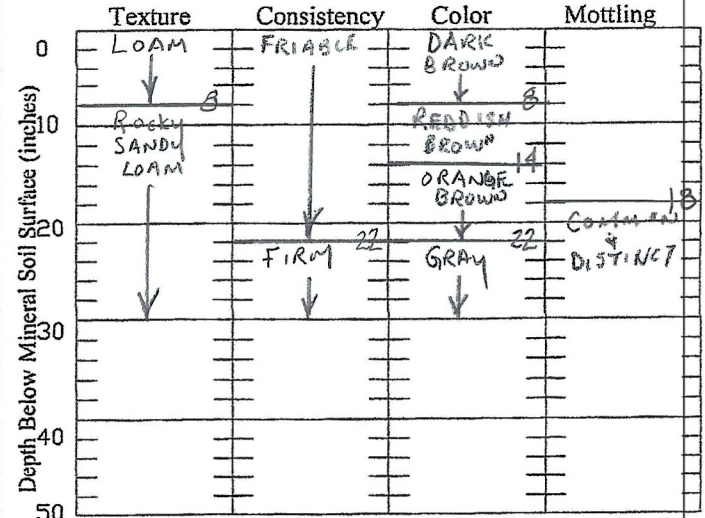 Texture Consistency Color Mottling
Depth Below Mineral Soil Surface (inches)
0 LOAM FRIABLE DARK
BROWN
8 8
10 Rocky REDDISH
SANDY BROWN
LOAM 14
ORANGE
BROWN 18
20 COMMON
22 22 &
FIRM GRAY DISTINCT
30
40
50